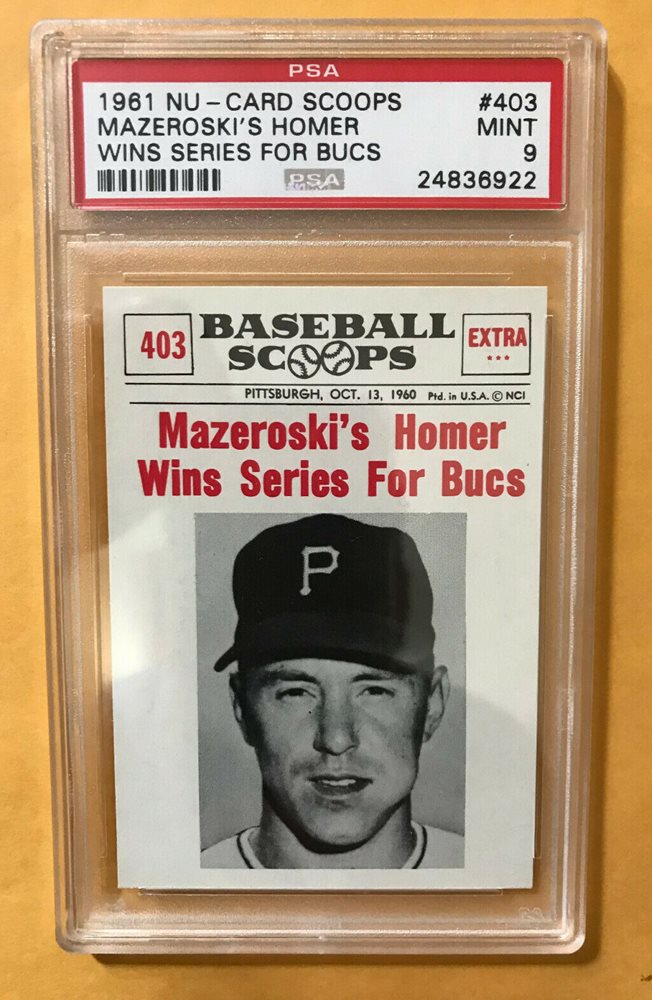 PSA
1961 NU-CARD SCOOPS #403
MAZEROSKI'S HOMER MINT
WINS SERIES FOR BUCS 9
PSA 24836922
403 BASEBALL SCOOPS EXTRA
PITTSBURGH, OCT. 13, 1960 Ptd. in U.S.A. © NCI
Mazeroski's Homer
Wins Series For Bucs
P